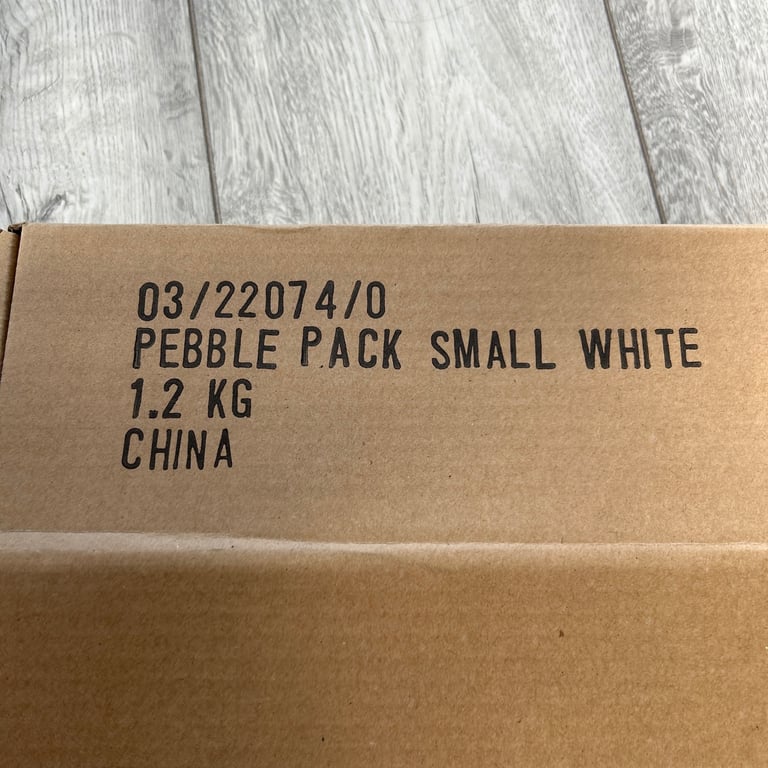 03/22074/0
PEBBLE PACK SMALL WHITE
1.2 KG
CHINA